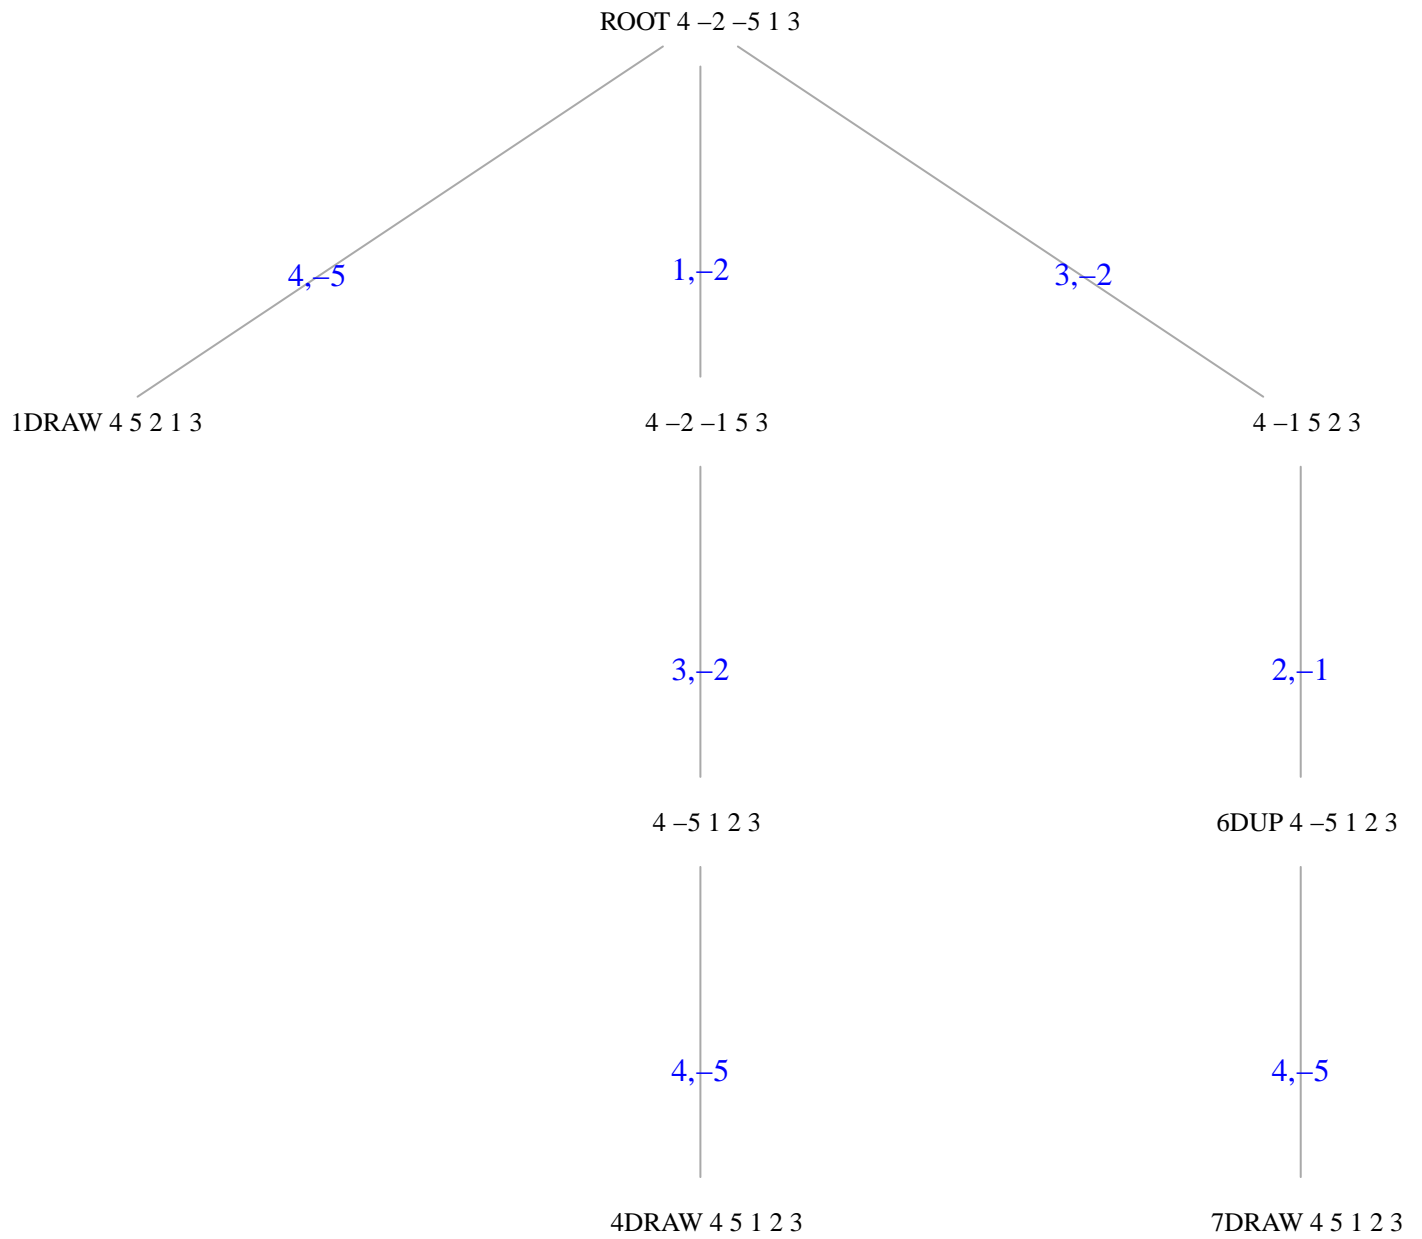 ROOT 4 –2 –5 1 3
4,–5
1,–2
3,–2
1DRAW 4 5 2 1 3
4 –2 –1 5 3
4 –1 5 2 3
3,–2
2,–1
4 –5 1 2 3
6DUP 4 –5 1 2 3
4,–5
4,–5
4DRAW 4 5 1 2 3
7DRAW 4 5 1 2 3